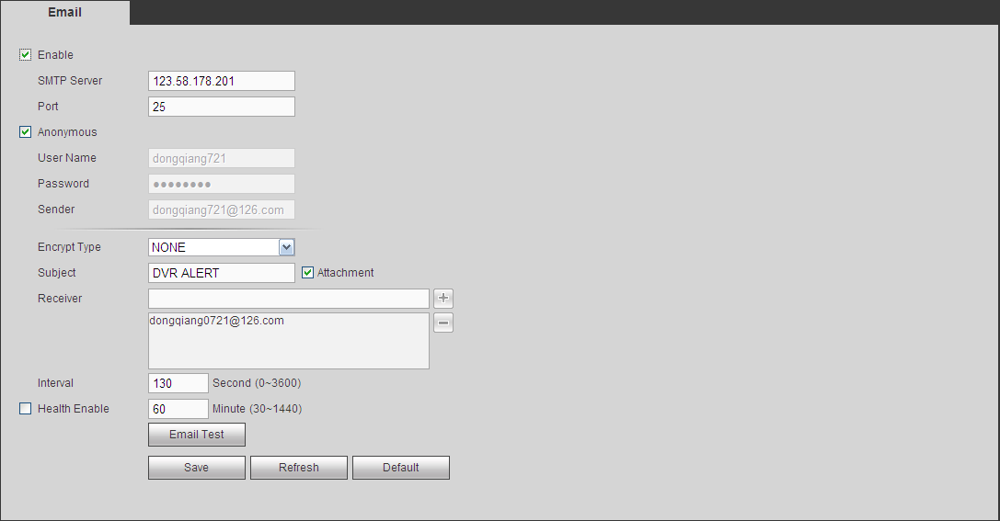 Email
Enable
SMTP Server 123.58.178.201
Port 25
Anonymous
User Name dongqiang721
Password ●●●●●●●●
Sender dongqiang721@126.com
Encrypt Type NONE
Subject DVR ALERT Attachment
Receiver
dongqiang0721@126.com
Interval 130 Second (0~3600)
Health Enable 60 Minute (30~1440)
Email Test
Save Refresh Default